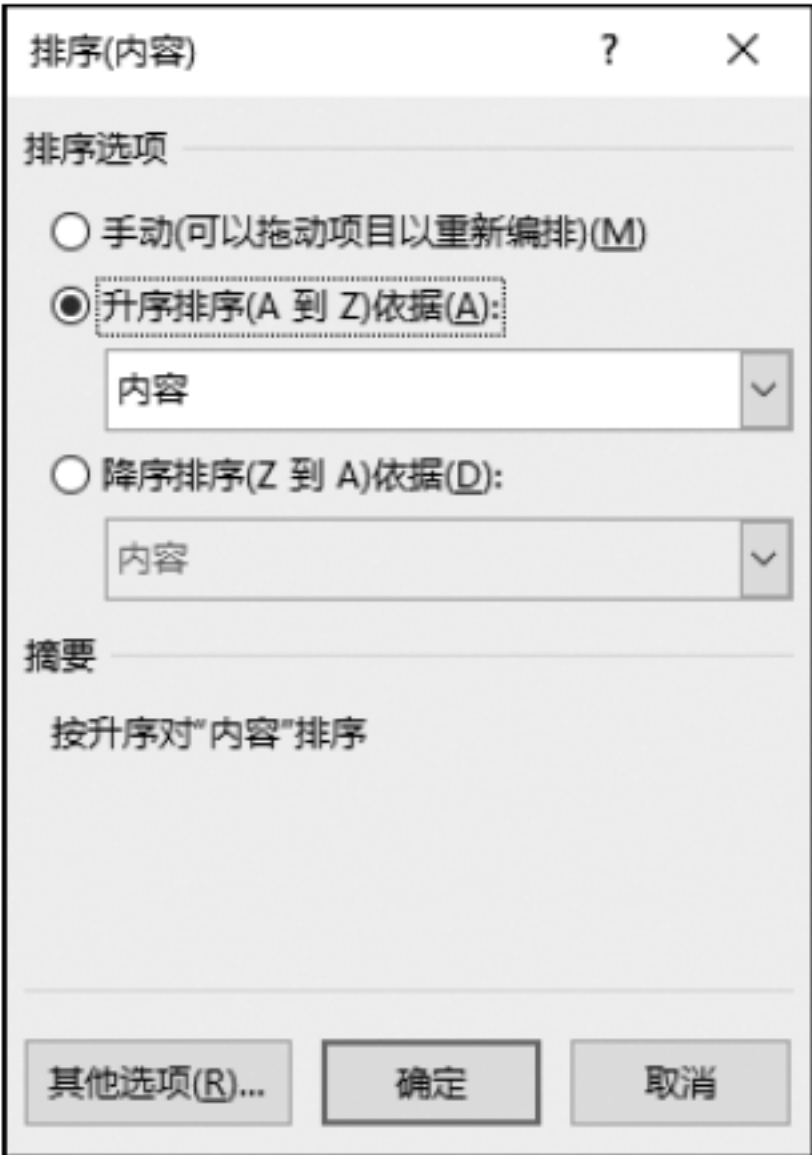 排序(内容) ? ×
排序选项
手动(可以拖动项目以重新编排)(M)
升序排序(A 到 Z)依据(A):
内容
降序排序(Z 到 A)依据(D):
内容
摘要
按升序对“内容”排序
其他选项(R)... 确定 取消